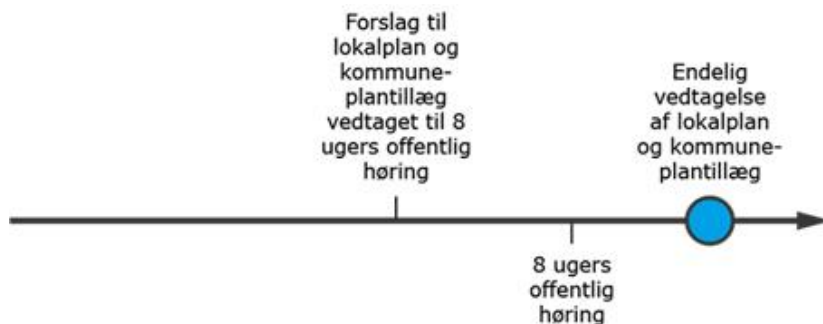 Forslag til
lokalplan og
kommune-
plantillæg
vedtaget til 8
ugers offentlig
høring
Endelig
vedtagelse
af lokalplan
og kommune-
plantillæg
8 ugers
offentlig
høring